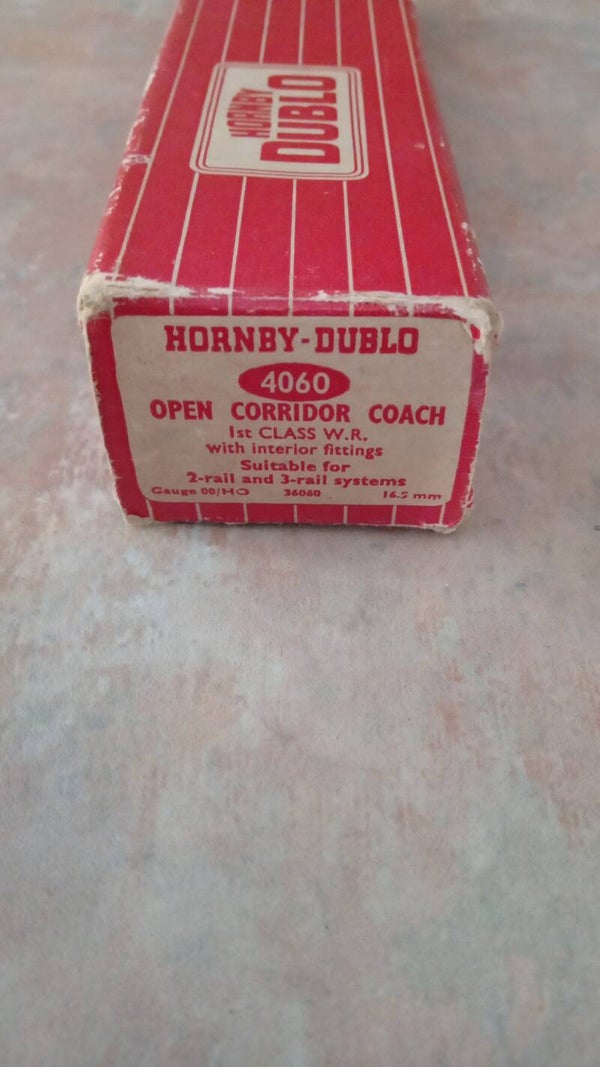 HORNBY
DUBLO
HORNBY-DUBLO
4060
OPEN CORRIDOR COACH
1st CLASS W.R.
with interior fittings
Suitable for
2-rail and 3-rail systems
Gauge 00/HO 36060 16.5 mm